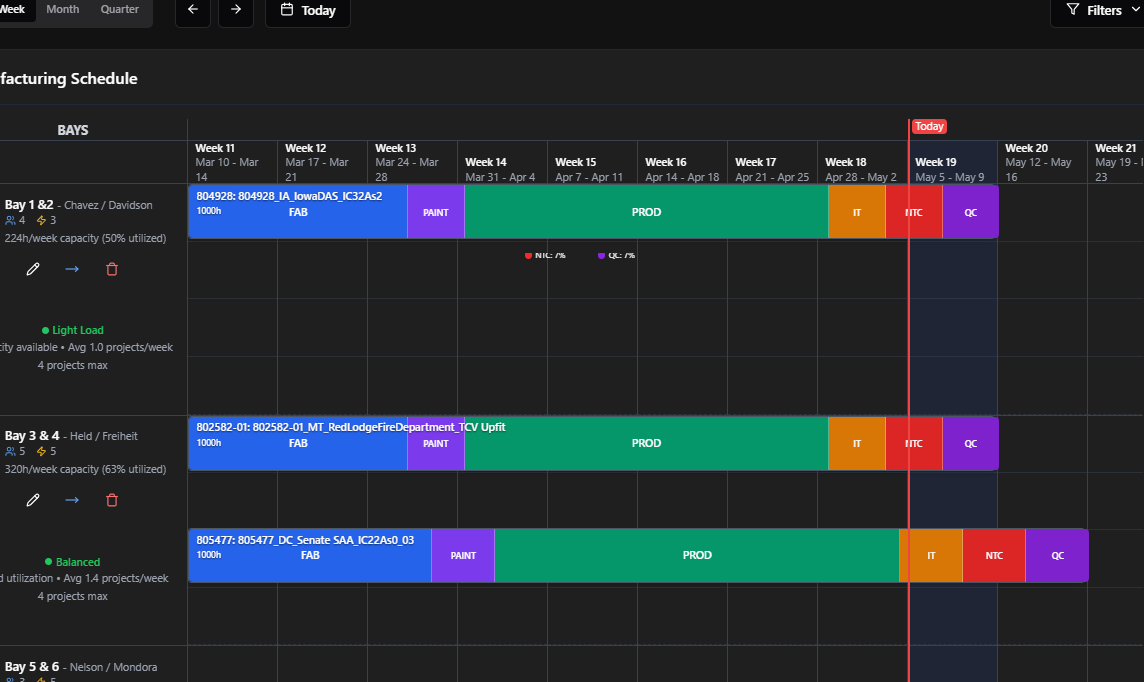 Week Month Quarter Today Filters
facturing Schedule
BAYS
Today
Week 11 Week 12 Week 13 Week 14 Week 15 Week 16 Week 17 Week 18 Week 19 Week 20 Week 21
Mar 10 - Mar 14
Mar 17 - Mar 21
Mar 24 - Mar 28
Mar 31 - Apr 4
Apr 7 - Apr 11
Apr 14 - Apr 18
Apr 21 - Apr 25
Apr 28 - May 2
May 5 - May 9
May 12 - May 16
May 19 -
23
Bay 1 &2 - Chavez / Davidson
4 3
224h/week capacity (50% utilized)
Light Load
city available • Avg 1.0 projects/week
4 projects max
804928: 804928_IA_IowaDAS_IC32As2
1000h FAB PAINT PROD IT NTC QC
NTC: 7% QC: 7%
Bay 3 & 4 - Held / Freiheit
5 5
320h/week capacity (63% utilized)
802582-01: 802582-01_MT_RedLodgeFireDepartment_TCV Upfit
1000h FAB PAINT PROD IT NTC QC
Balanced
d utilization • Avg 1.4 projects/week
4 projects max
805477: 805477_DC_Senate SAA_IC22As0_03
1000h FAB PAINT PROD IT NTC QC
Bay 5 & 6 - Nelson / Mondora
3 5